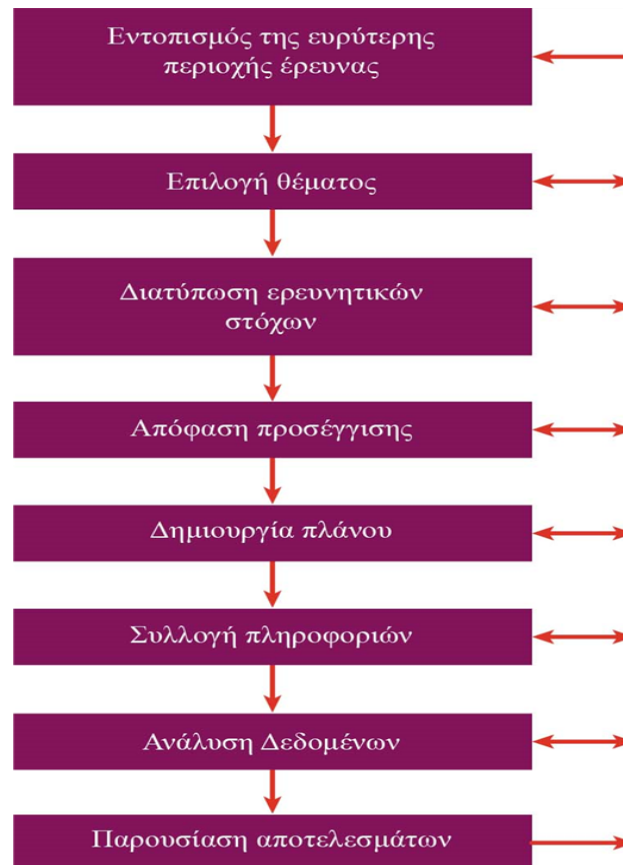 Εντοπισμός της ευρύτερης
περιοχής έρευνας
Επιλογή θέματος
Διατύπωση ερευνητικών
στόχων
Απόφαση προσέγγισης
Δημιουργία πλάνου
Συλλογή πληροφοριών
Ανάλυση Δεδομένων
Παρουσίαση αποτελεσμάτων